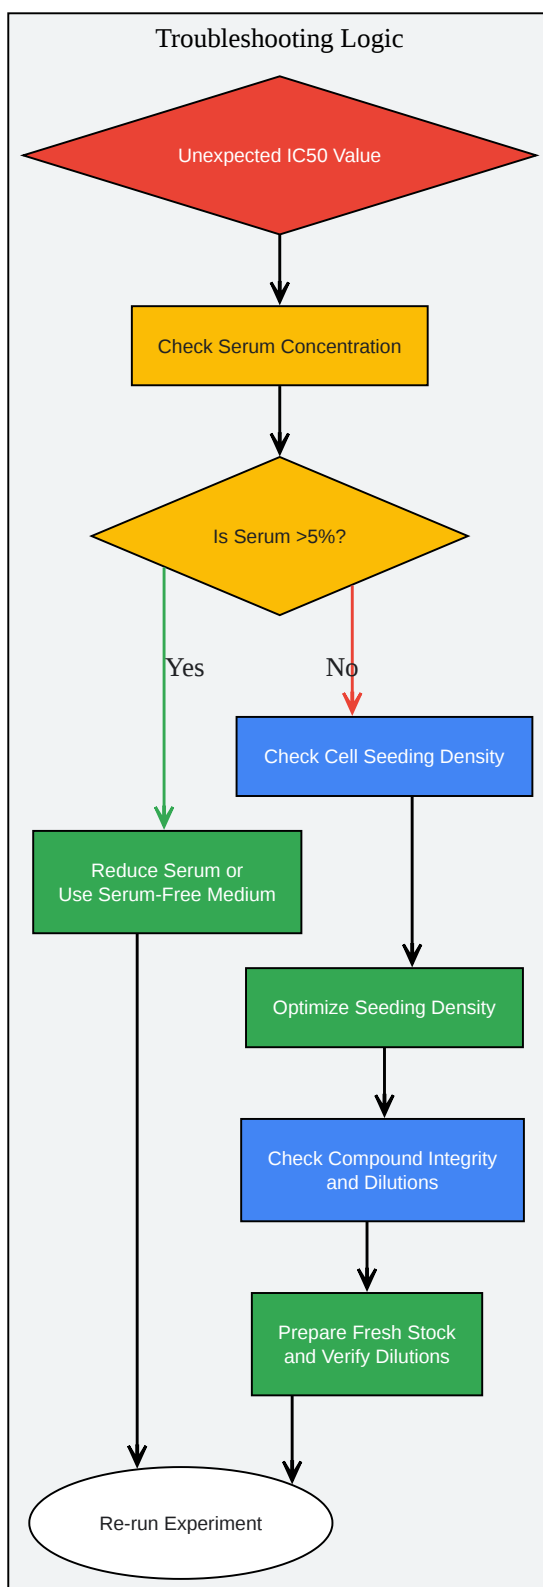 Troubleshooting Logic
Unexpected IC50 Value
Check Serum Concentration
Is Serum >5%?
Yes
No
Check Cell Seeding Density
Reduce Serum or
Use Serum-Free Medium
Optimize Seeding Density
Check Compound Integrity
and Dilutions
Prepare Fresh Stock
and Verify Dilutions
Re-run Experiment